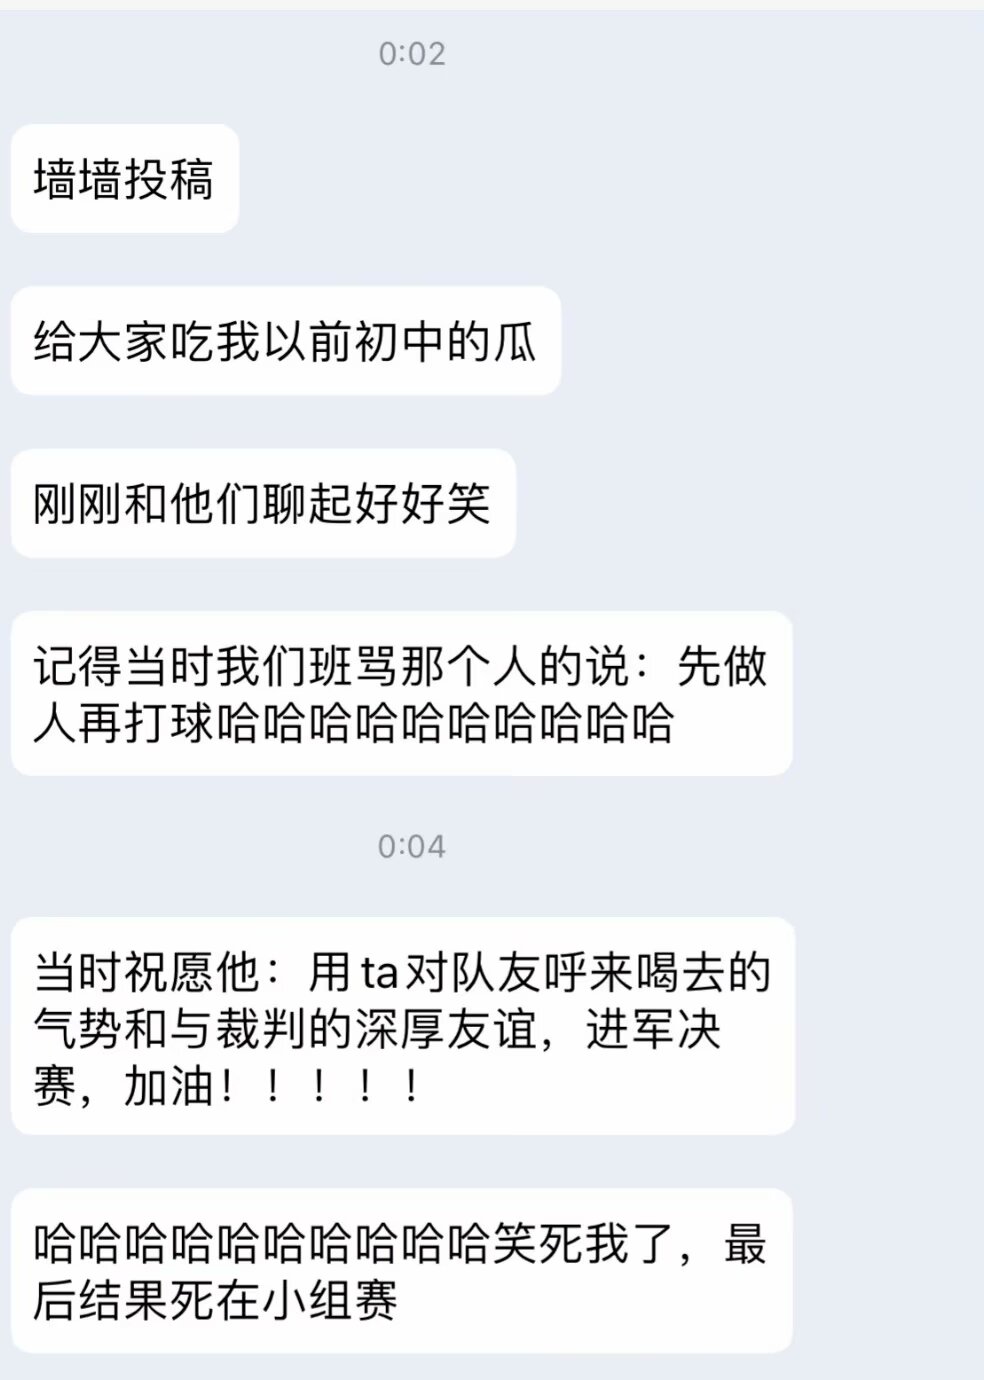 0:02
墙墙投稿
给大家吃我以前初中的瓜
刚刚和他们聊起好好笑
记得当时我们班骂那个人的说：先做
人再打球哈哈哈哈哈哈哈哈哈哈
0:04
当时祝愿他：用ta对队友呼来喝去的
气势和与裁判的深厚友谊，进军决
赛，加油！！！！！
哈哈哈哈哈哈哈哈哈哈笑死我了，最
后结果死在小组赛